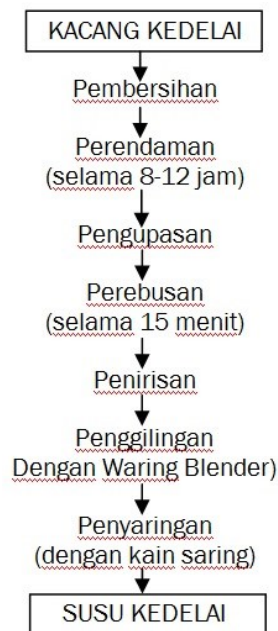 KACANG KEDELAI
Pembersihan
Perendaman
(selama 8-12 jam)
Pengupasan
Perebusan
(selama 15 menit)
Penirisan
Penggilingan
Dengan Waring Blender)
Penyaringan
(dengan kain saring)
SUSU KEDELAI